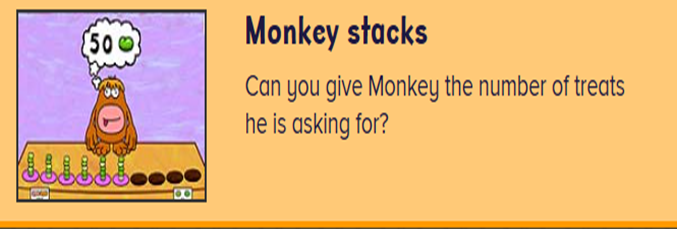 50
Monkey stacks
Can you give Monkey the number of treats
he is asking for?